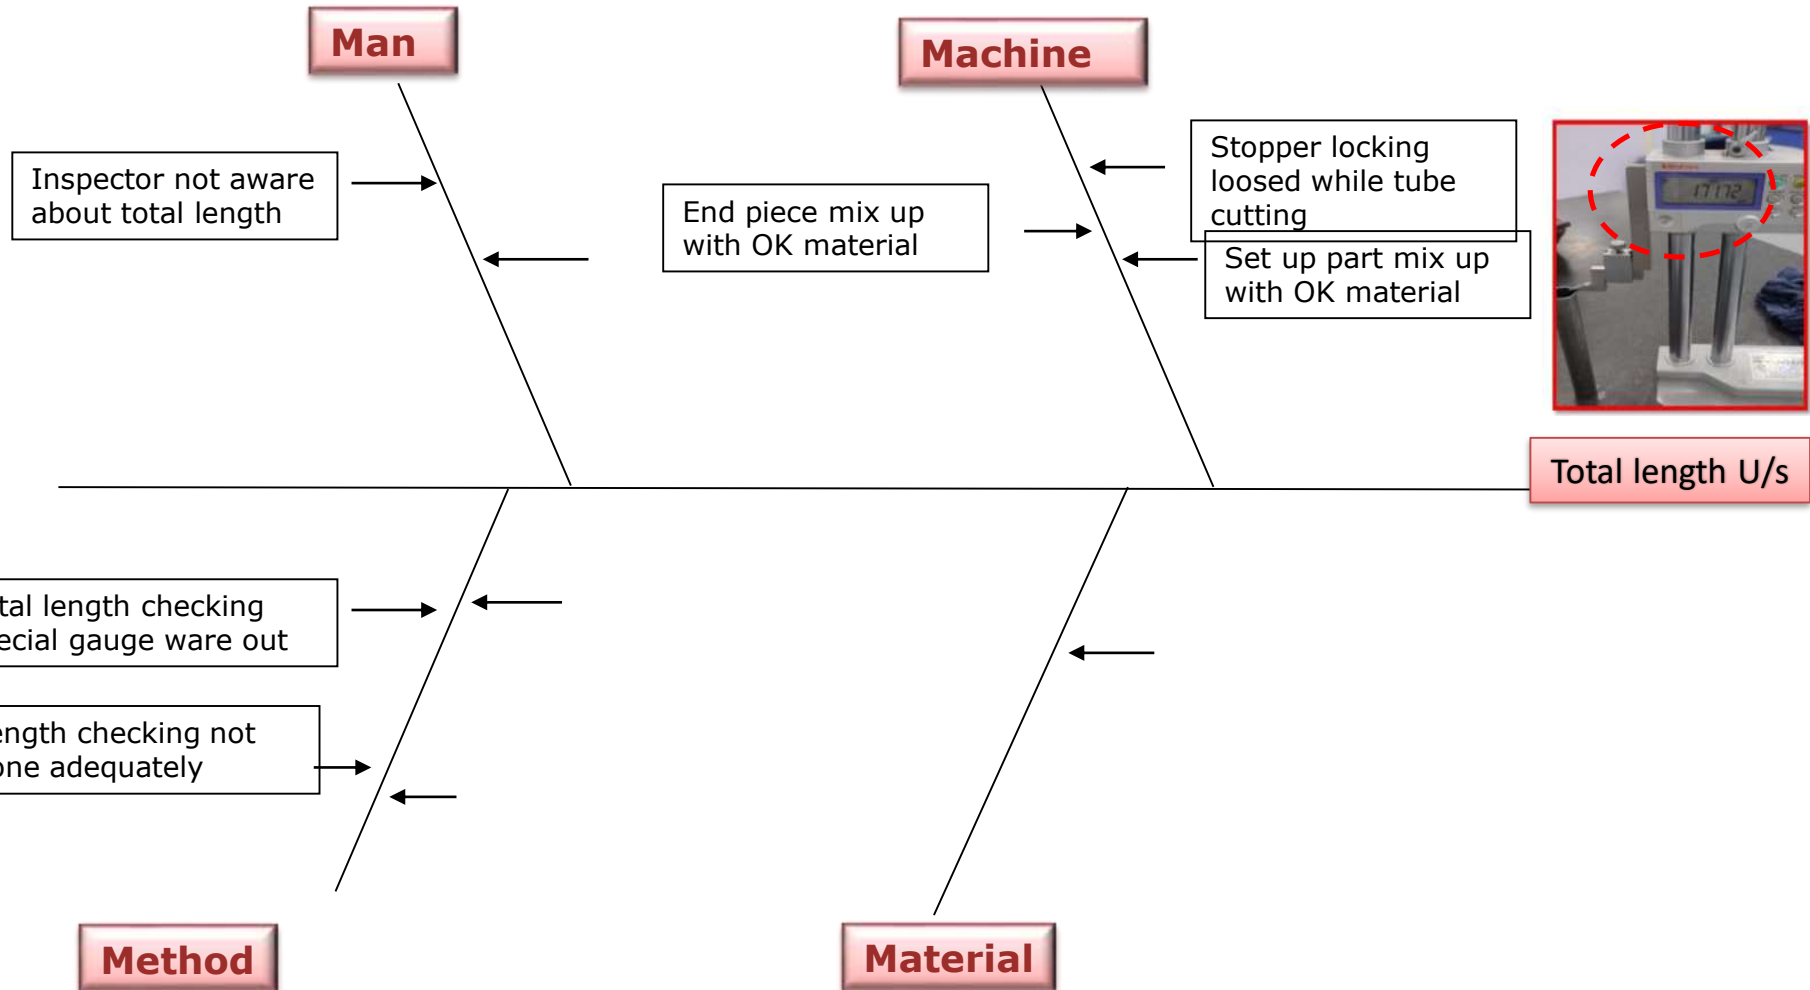 Man
Machine
Inspector not aware
about total length
End piece mix up
with OK material
Stopper locking
loosed while tube
cutting
Set up part mix up
with OK material
17172
Total length U/s
tal length checking
ecial gauge ware out
ength checking not
one adequately
Method
Material